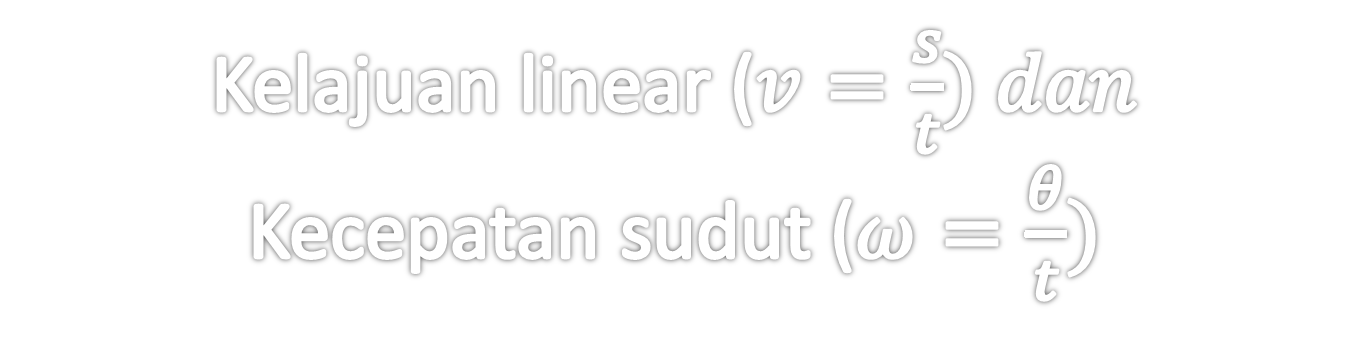 Kelajuan linear (v = s/t) dan
Kecepatan sudut (ω = θ/t)